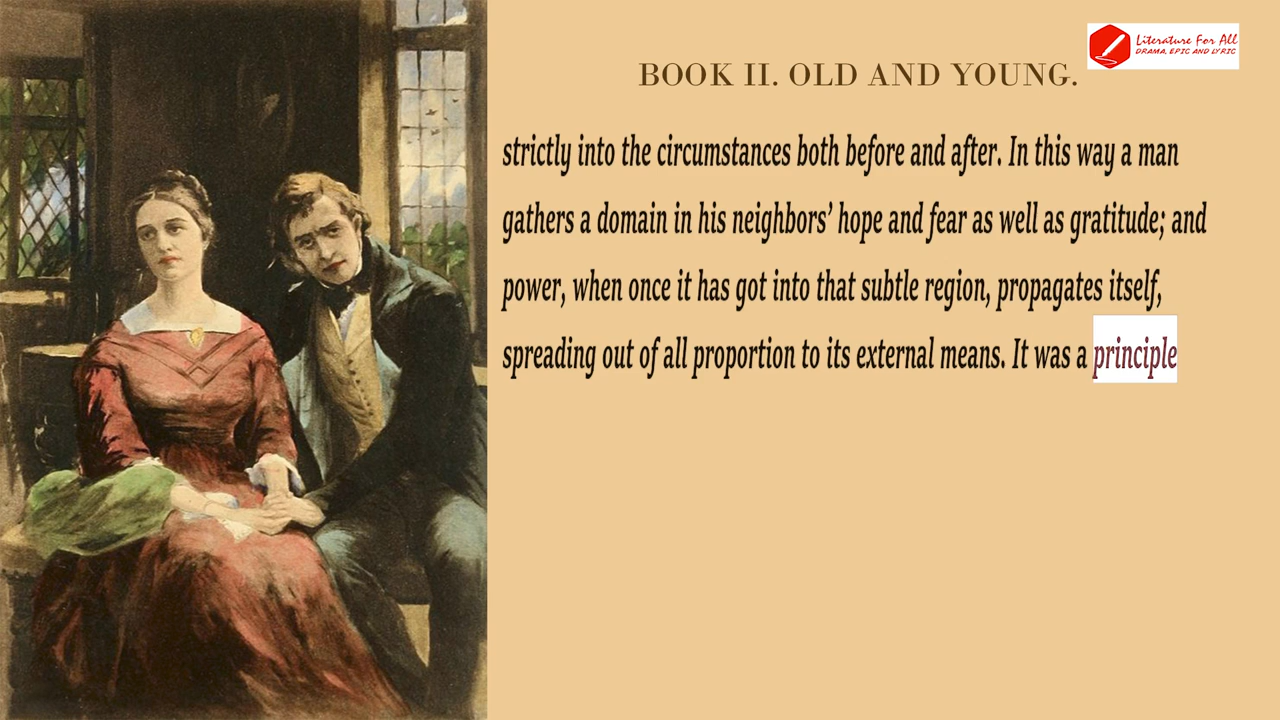 Literature For All
DRAMA, EPIC AND LYRIC
BOOK II. OLD AND YOUNG.
strictly into the circumstances both before and after. In this way a man
gathers a domain in his neighbors’ hope and fear as well as gratitude; and
power, when once it has got into that subtle region, propagates itself,
spreading out of all proportion to its external means. It was a principle